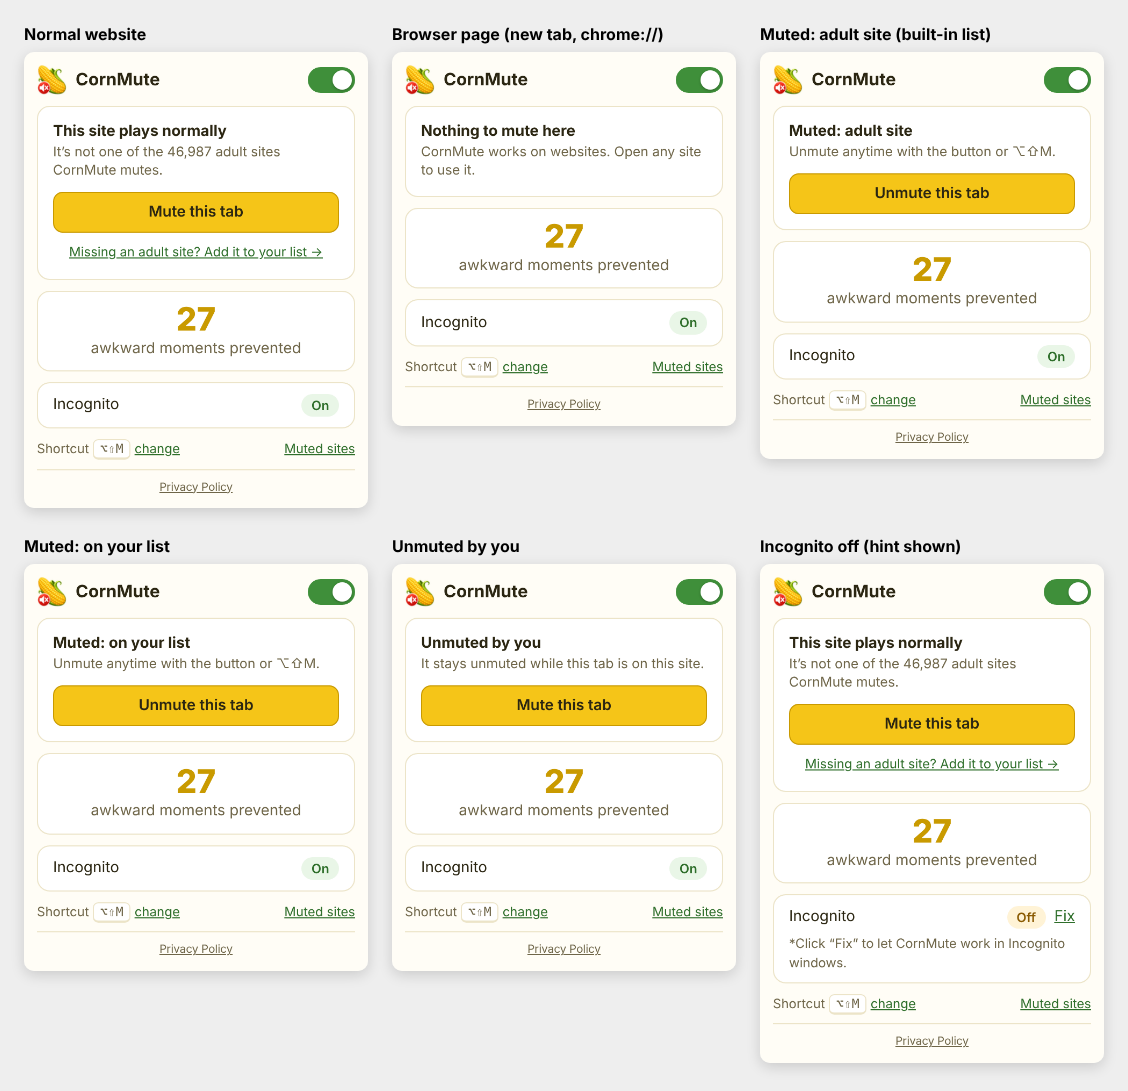 Normal website
CornMute
This site plays normally
It’s not one of the 46,987 adult sites
CornMute mutes.
Mute this tab
Missing an adult site? Add it to your list →
27
awkward moments prevented
Incognito On
Shortcut ⌥⇧M change Muted sites
Privacy Policy
Browser page (new tab, chrome://)
CornMute
Nothing to mute here
CornMute works on websites. Open any site
to use it.
27
awkward moments prevented
Incognito On
Shortcut ⌥⇧M change Muted sites
Privacy Policy
Muted: adult site (built-in list)
CornMute
Muted: adult site
Unmute anytime with the button or ⌥⇧M.
Unmute this tab
27
awkward moments prevented
Incognito On
Shortcut ⌥⇧M change Muted sites
Privacy Policy
Muted: on your list
CornMute
Muted: on your list
Unmute anytime with the button or ⌥⇧M.
Unmute this tab
27
awkward moments prevented
Incognito On
Shortcut ⌥⇧M change Muted sites
Privacy Policy
Unmuted by you
CornMute
Unmuted by you
It stays unmuted while this tab is on this site.
Mute this tab
27
awkward moments prevented
Incognito On
Shortcut ⌥⇧M change Muted sites
Privacy Policy
Incognito off (hint shown)
CornMute
This site plays normally
It’s not one of the 46,987 adult sites
CornMute mutes.
Mute this tab
Missing an adult site? Add it to your list →
27
awkward moments prevented
Incognito Off Fix
*Click “Fix” to let CornMute work in Incognito
windows.
Shortcut ⌥⇧M change Muted sites
Privacy Policy